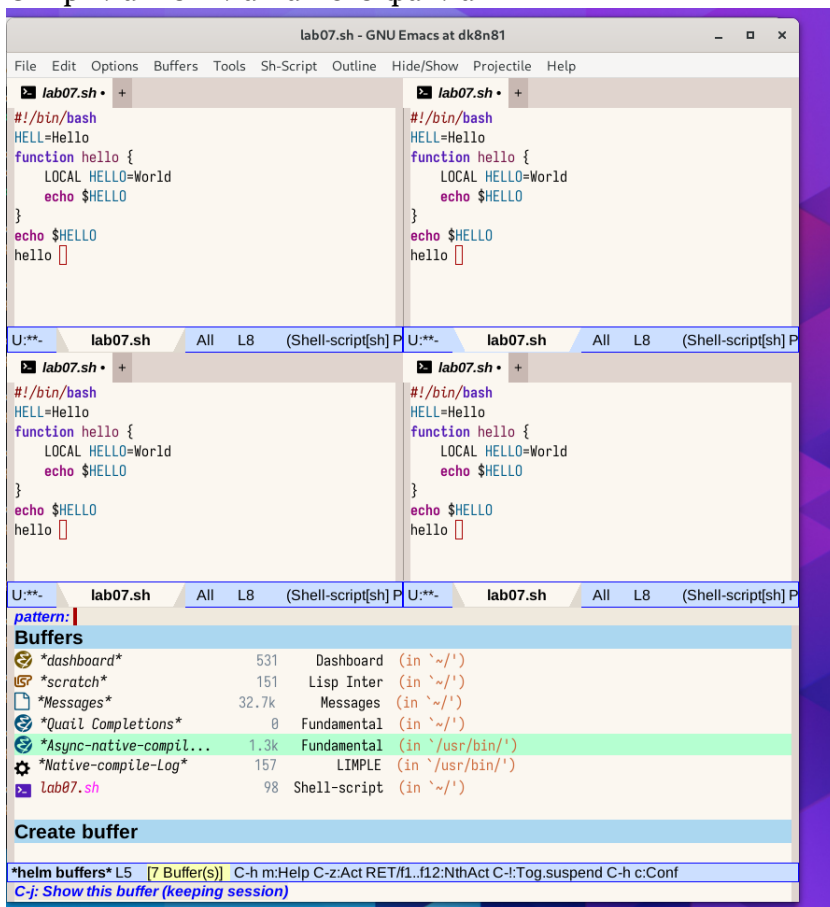 lab07.sh - GNU Emacs at dk8n81
File Edit Options Buffers Tools Sh-Script Outline Hide/Show Projectile Help
lab07.sh • +
#!/bin/bash
HELL=Hello
function hello {
    LOCAL HELLO=World
    echo $HELLO
}
echo $HELLO
hello
U:**- lab07.sh All L8 (Shell-script[sh] P
lab07.sh • +
#!/bin/bash
HELL=Hello
function hello {
    LOCAL HELLO=World
    echo $HELLO
}
echo $HELLO
hello
U:**- lab07.sh All L8 (Shell-script[sh] P
lab07.sh • +
#!/bin/bash
HELL=Hello
function hello {
    LOCAL HELLO=World
    echo $HELLO
}
echo $HELLO
hello
U:**- lab07.sh All L8 (Shell-script[sh] P
lab07.sh • +
#!/bin/bash
HELL=Hello
function hello {
    LOCAL HELLO=World
    echo $HELLO
}
echo $HELLO
hello
U:**- lab07.sh All L8 (Shell-script[sh] P
pattern:
Buffers
*dashboard* 531 Dashboard (in `~/')
*scratch* 151 Lisp Inter (in `~/')
*Messages* 32.7k Messages (in `~/')
*Quail Completions* 0 Fundamental (in `~/')
*Async-native-compil... 1.3k Fundamental (in `/usr/bin/')
*Native-compile-Log* 157 LIMPLE (in `/usr/bin/')
lab07.sh 98 Shell-script (in `~/')
Create buffer
*helm buffers* L5 [7 Buffer(s)] C-h m:Help C-z:Act RET/f1..f12:NthAct C-!:Tog.suspend C-h c:Conf
C-j: Show this buffer (keeping session)